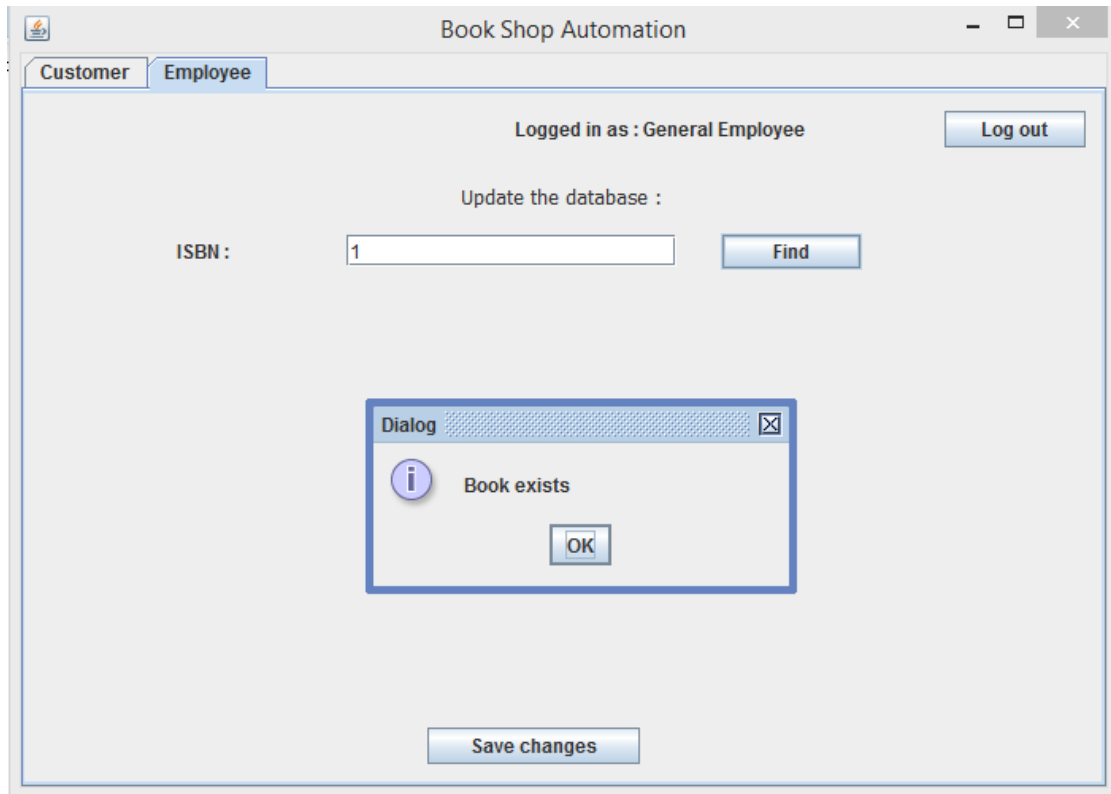 Book Shop Automation
Customer Employee
Logged in as : General Employee Log out
Update the database :
ISBN : 1 Find
Dialog
i Book exists
OK
Save changes